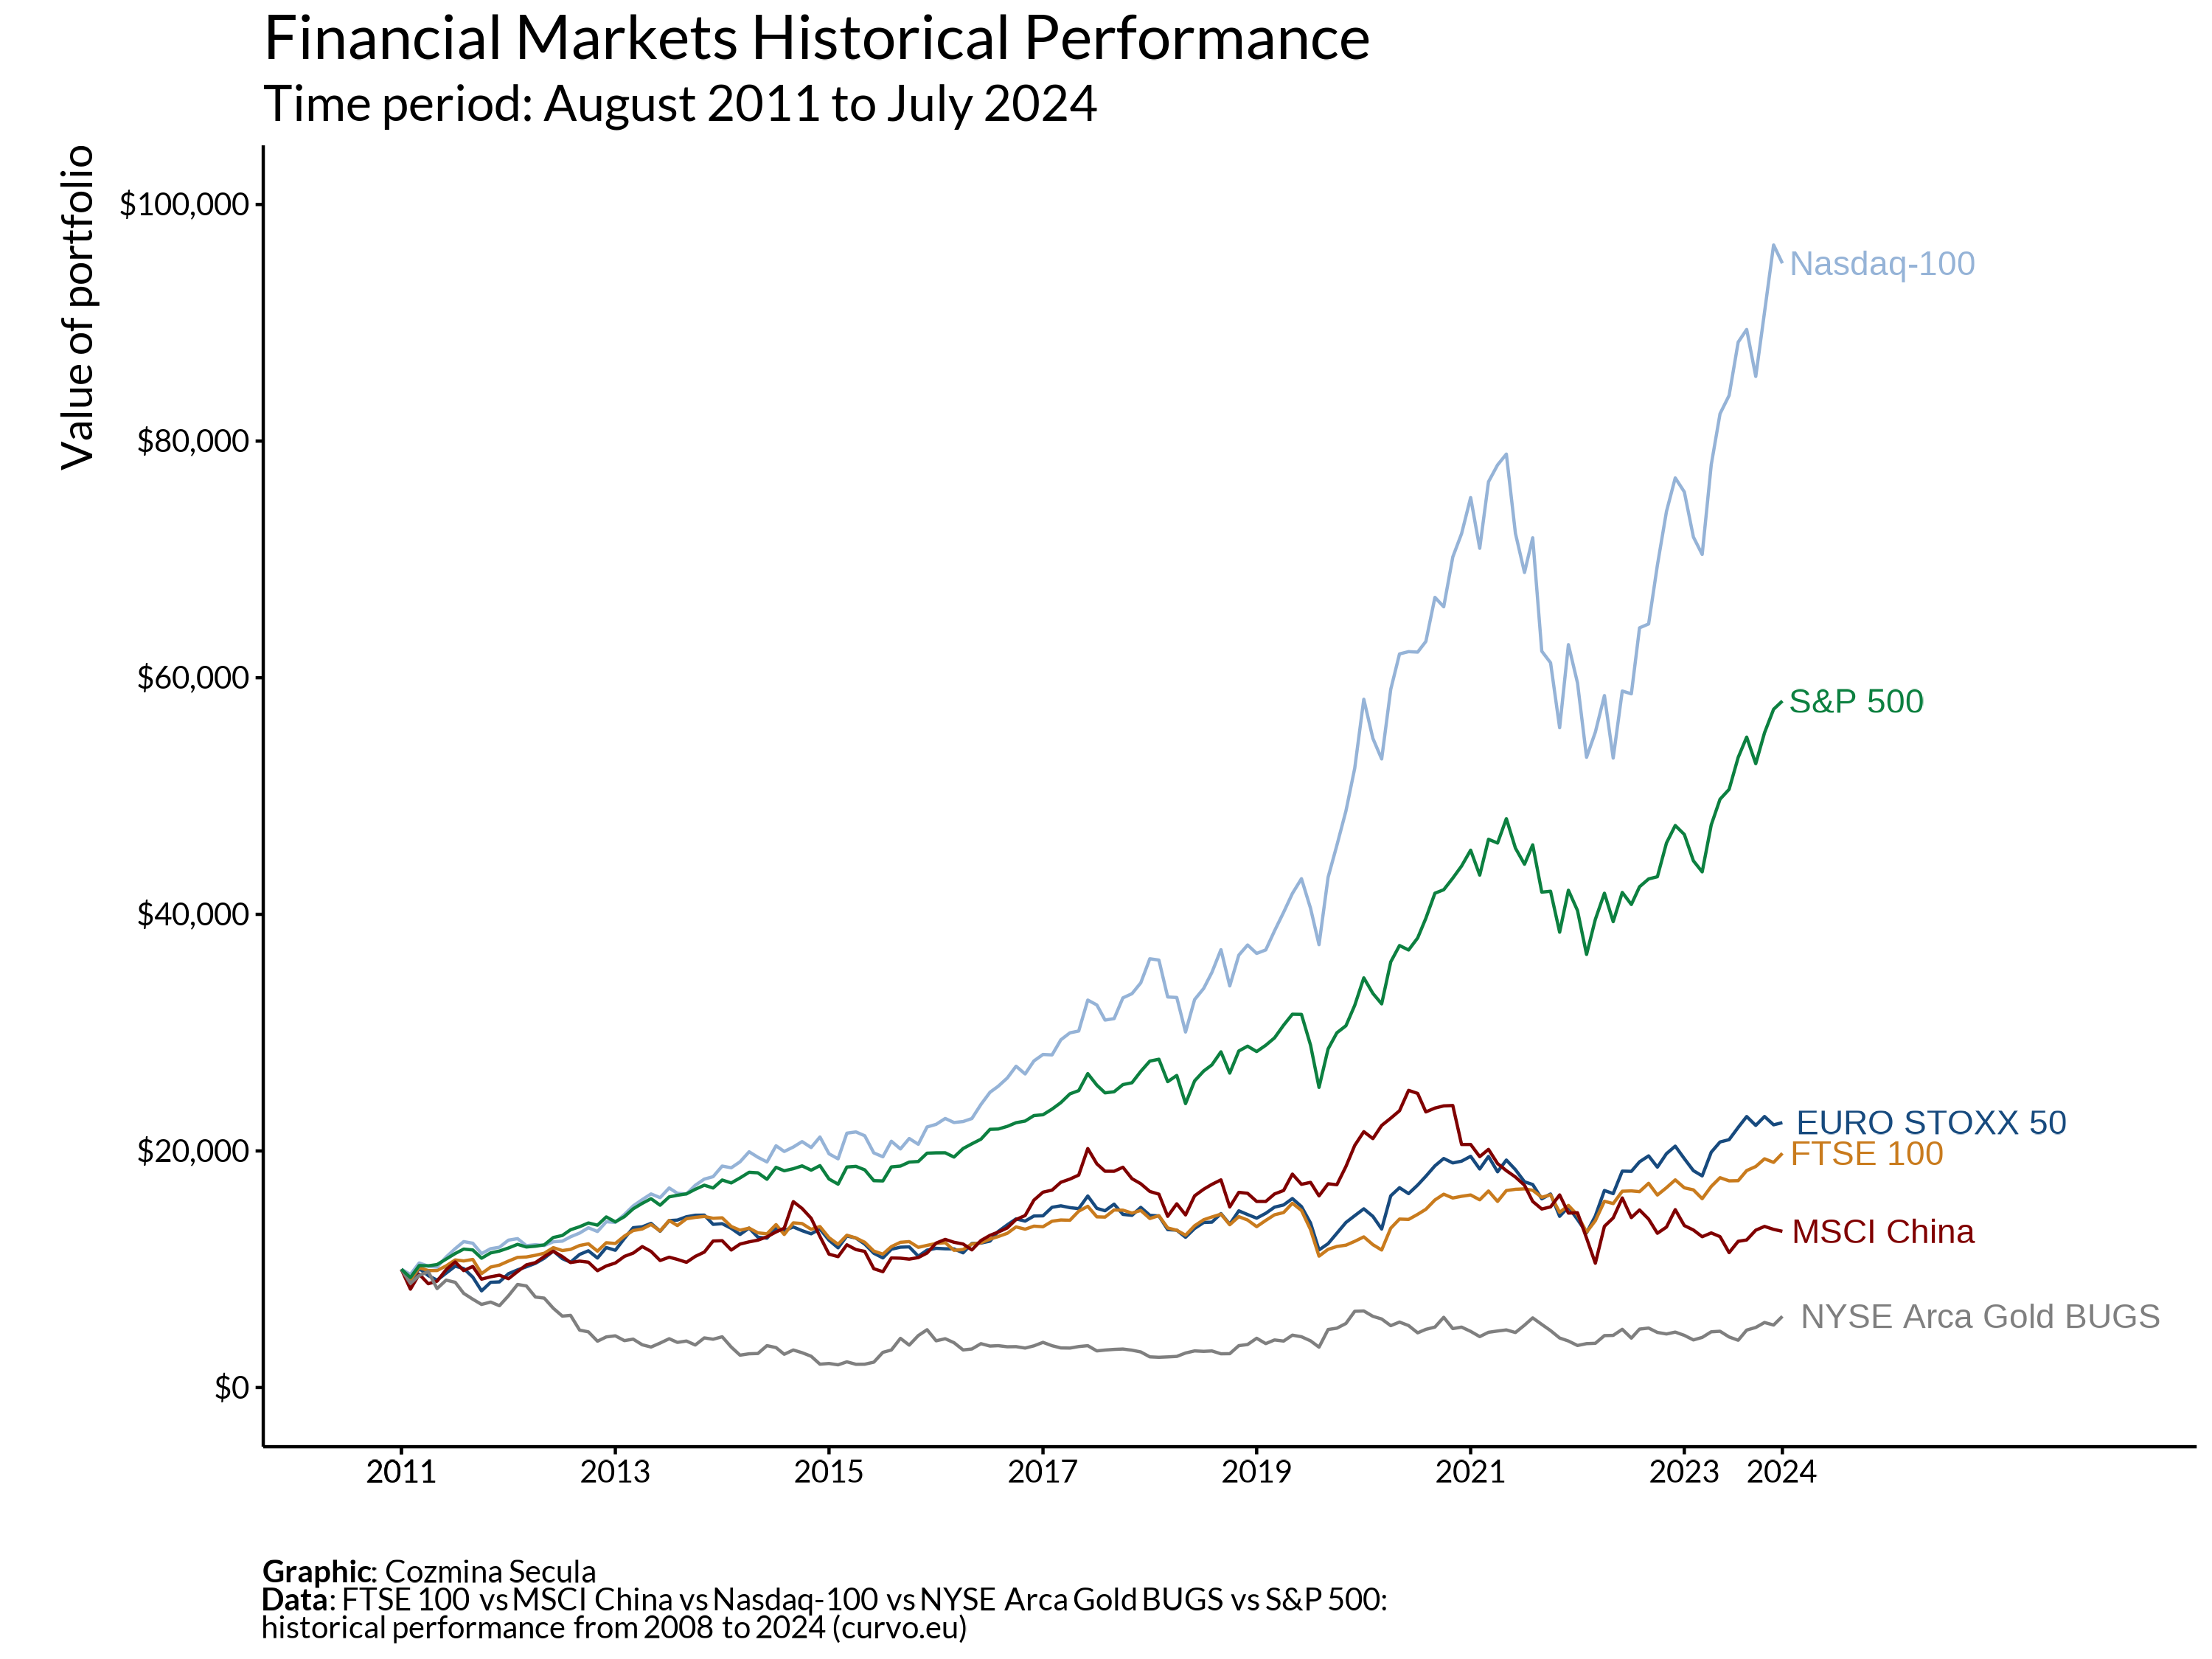 Financial Markets Historical Performance
Time period: August 2011 to July 2024
Value of portfolio
$100,000
$80,000
$60,000
$40,000
$20,000
$0
Nasdaq-100
S&P 500
EURO STOXX 50
FTSE 100
MSCI China
NYSE Arca Gold BUGS
2011 2013 2015 2017 2019 2021 2023 2024
Graphic: Cozmina Secula
Data: FTSE 100 vs MSCI China vs Nasdaq-100 vs NYSE Arca Gold BUGS vs S&P 500:
historical performance from 2008 to 2024 (curvo.eu)